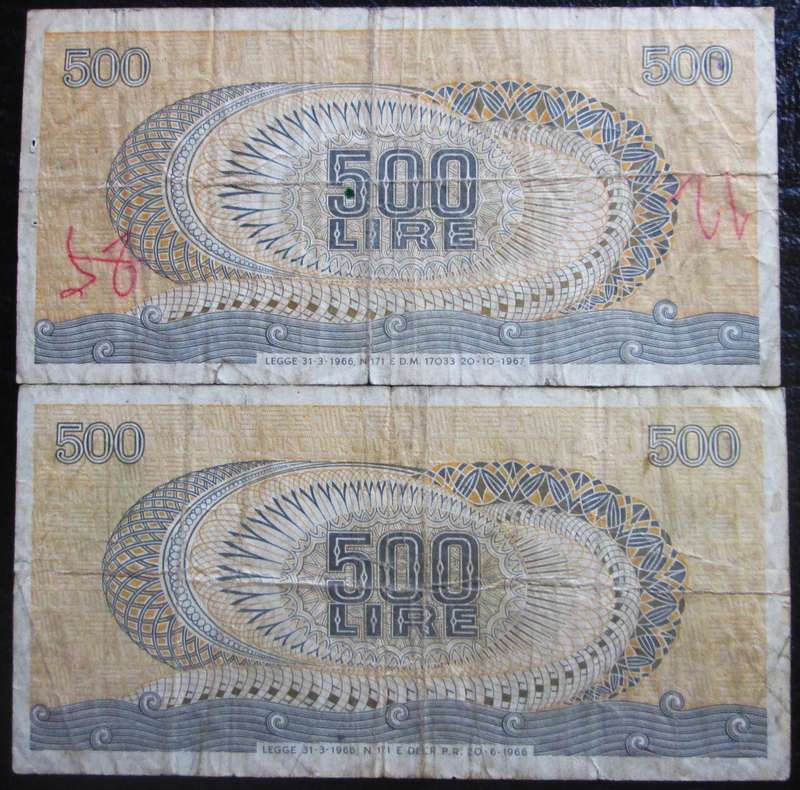 500 500
500
LIRE
LEGGE 31-3-1966, N.171 E D.M. 17033 20-10-1967
500 500
500
LIRE
LEGGE 31-3-1966, N.171 E DECR. P.R. 20-6-1966